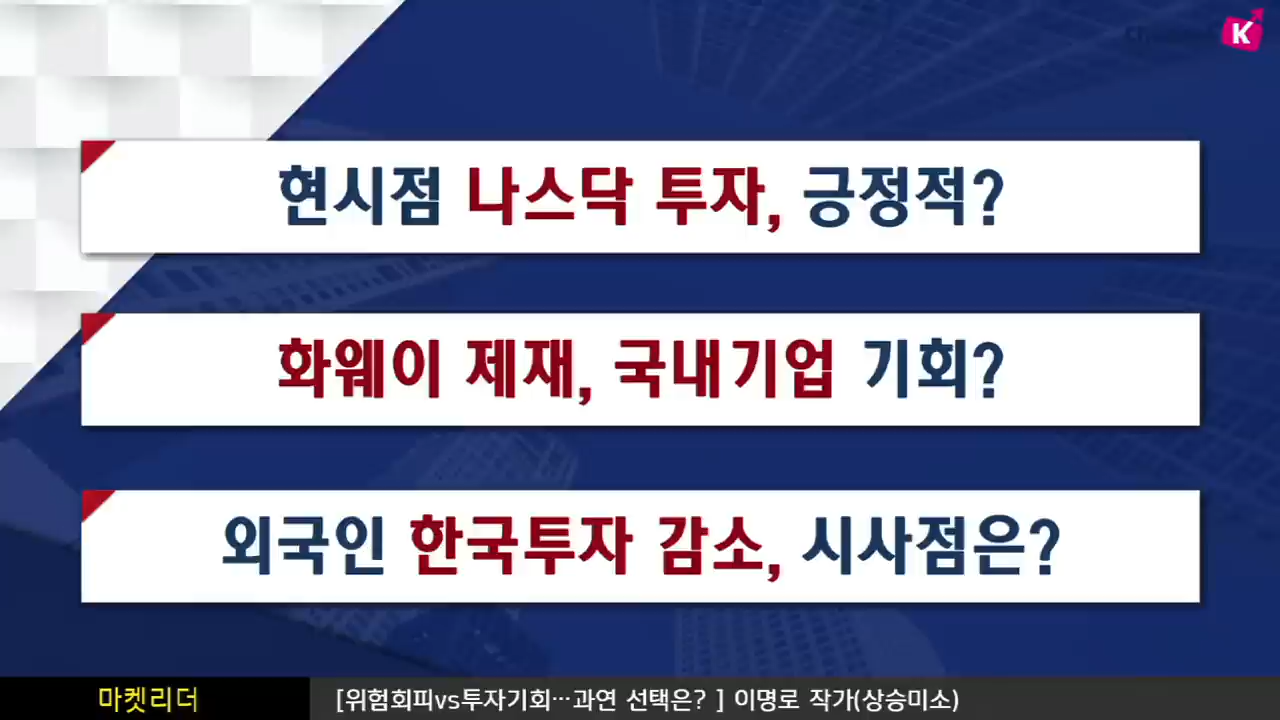 K
현시점 나스닥 투자, 긍정적?
화웨이 제재, 국내기업 기회?
외국인 한국투자 감소, 시사점은?
마켓리더
[위험회피vs투자기회…과연 선택은? ] 이명로 작가(상승미소)